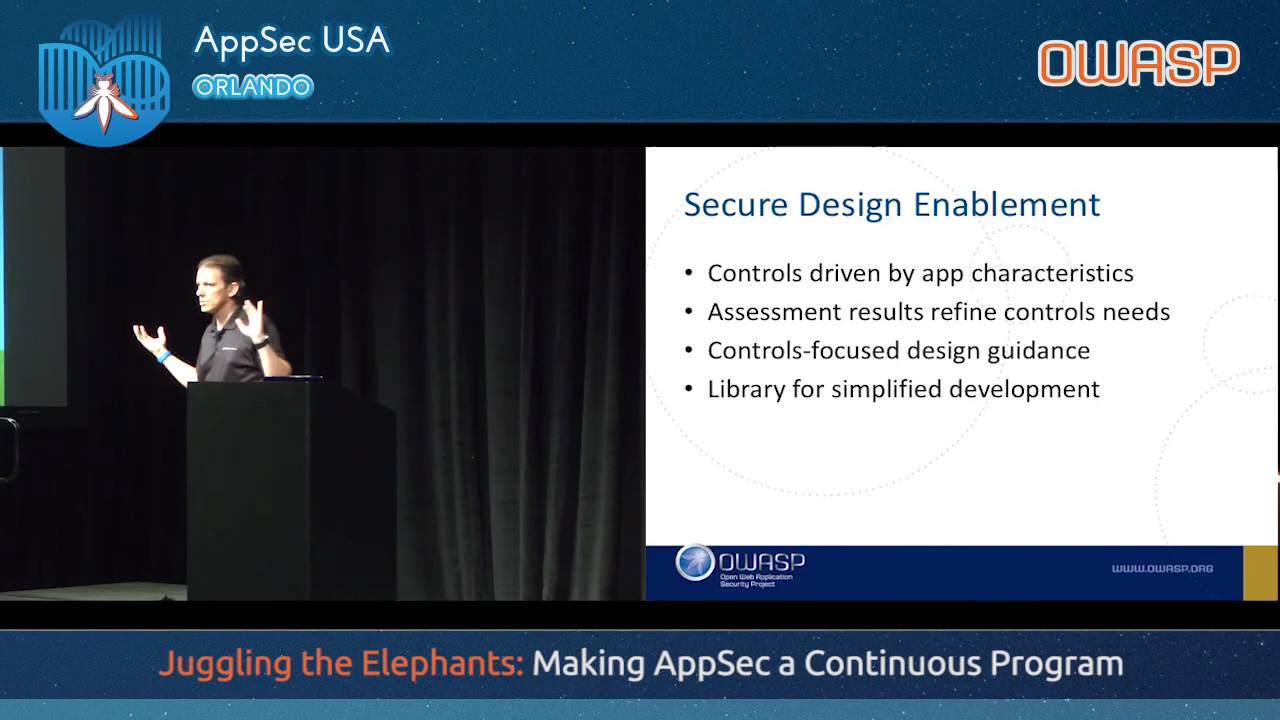 AppSec USA
ORLANDO
OWASP
Secure Design Enablement
• Controls driven by app characteristics
• Assessment results refine controls needs
• Controls-focused design guidance
• Library for simplified development
OWASP
Open Web Application
Security Project
WWW.OWASP.ORG
Juggling the Elephants: Making AppSec a Continuous Program